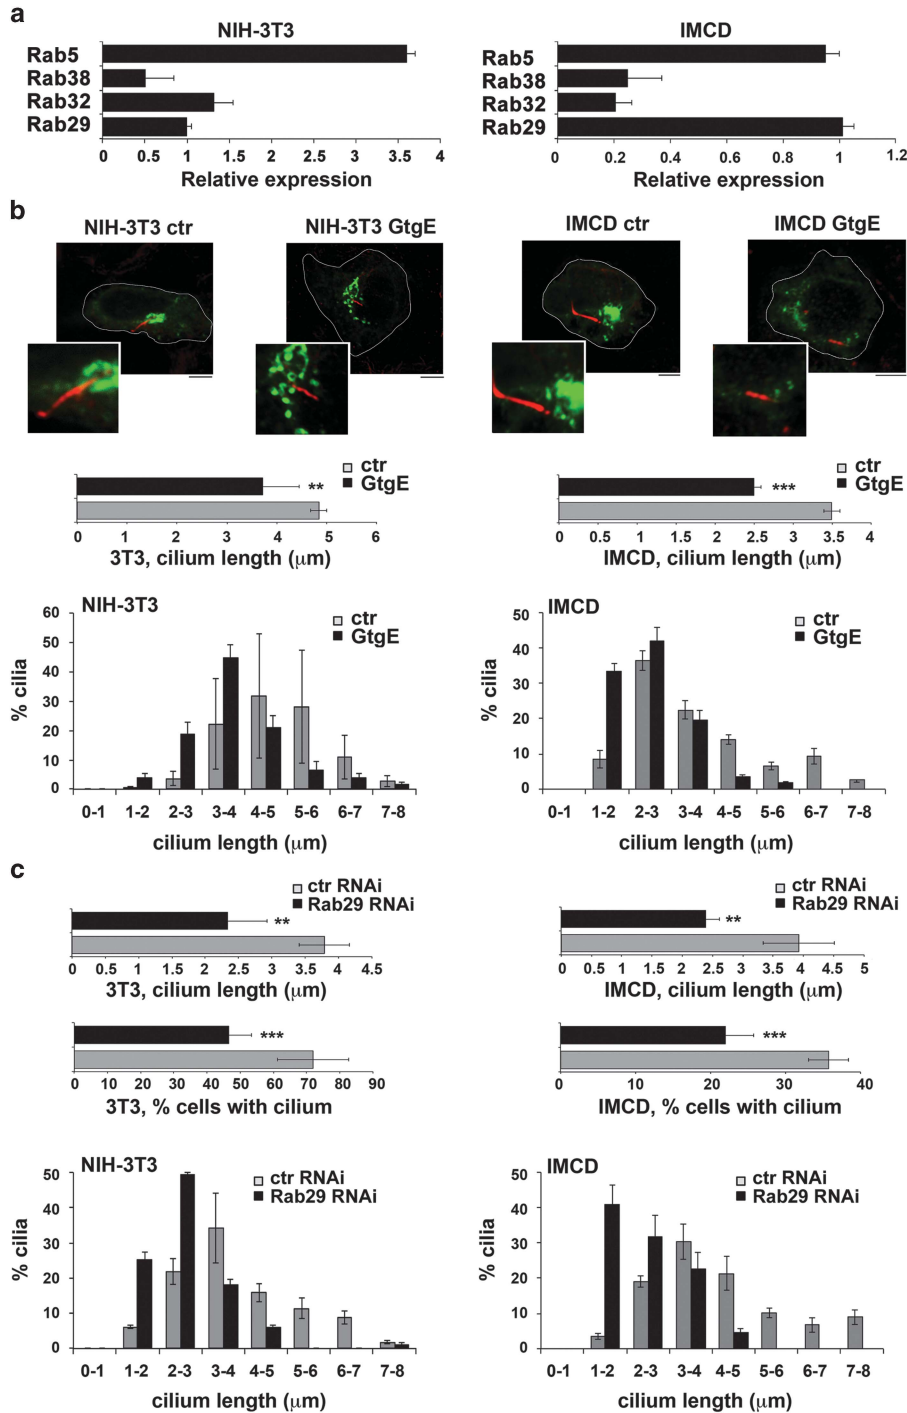 a
NIH-3T3
Rab5
Rab38
Rab32
Rab29
0 0.5 1 1.5 2 2.5 3 3.5 4
Relative expression
IMCD
Rab5
Rab38
Rab32
Rab29
0 0.2 0.4 0.6 0.8 1 1.2
Relative expression
b
NIH-3T3 ctr
NIH-3T3 GtgE
IMCD ctr
IMCD GtgE
ctr
GtgE
**
0 1 2 3 4 5 6
3T3, cilium length (μm)
ctr
GtgE
***
0 0.5 1 1.5 2 2.5 3 3.5 4
IMCD, cilium length (μm)
NIH-3T3
ctr
GtgE
% cilia
60
50
40
30
20
10
0
0-1 1-2 2-3 3-4 4-5 5-6 6-7 7-8
cilium length (μm)
IMCD
ctr
GtgE
% cilia
50
40
30
20
10
0
0-1 1-2 2-3 3-4 4-5 5-6 6-7 7-8
cilium length (μm)
c
ctr RNAi
Rab29 RNAi
**
0 0.5 1 1.5 2 2.5 3 3.5 4 4.5
3T3, cilium length (μm)
ctr RNAi
Rab29 RNAi
**
0 0.5 1 1.5 2 2.5 3 3.5 4 4.5 5
IMCD, cilium length (μm)
***
0 10 20 30 40 50 60 70 80 90
3T3, % cells with cilium
***
0 10 20 30 40
IMCD, % cells with cilium
NIH-3T3
ctr RNAi
Rab29 RNAi
% cilia
50
40
30
20
10
0
0-1 1-2 2-3 3-4 4-5 5-6 6-7 7-8
cilium length (μm)
IMCD
ctr RNAi
Rab29 RNAi
% cilia
50
40
30
20
10
0
0-1 1-2 2-3 3-4 4-5 5-6 6-7 7-8
cilium length (μm)